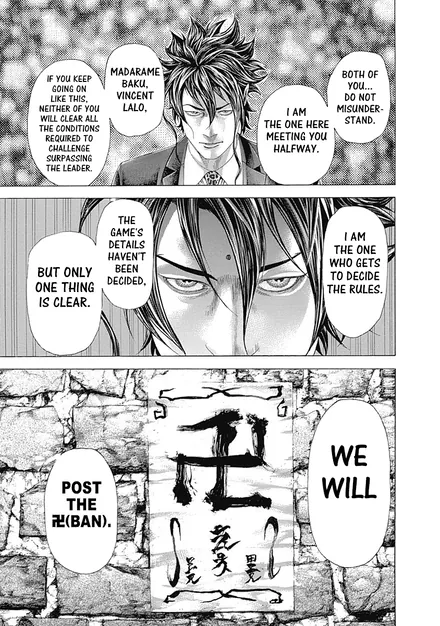 BOTH OF
YOU...
DO NOT
MISUNDER-
STAND.
I AM
THE ONE HERE
MEETING YOU
HALFWAY.
MADARAME
BAKU,
VINCENT
LALO,
IF YOU KEEP
GOING ON
LIKE THIS,
NEITHER OF YOU
WILL CLEAR ALL
THE CONDITIONS
REQUIRED TO
CHALLENGE
SURPASSING
THE LEADER.
I AM
THE ONE
WHO GETS
TO DECIDE
THE RULES.
THE
GAME'S
DETAILS
HAVEN'T
BEEN
DECIDED,
BUT ONLY
ONE THING
IS CLEAR.
WE
WILL
卍
POST
THE
卍(BAN).